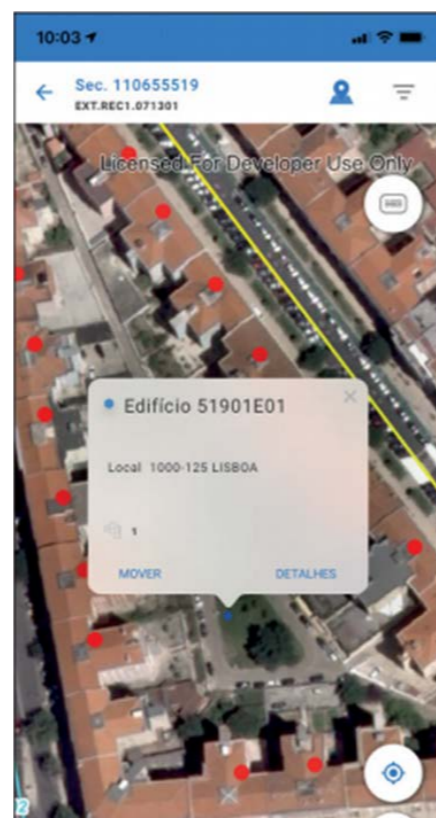 10:03
Sec. 110655519
EXT.REC1.071301
Licensed For Developer Use Only
Edifício 51901E01
Local 1000-125 LISBOA
1
MOVER DETALHES
2